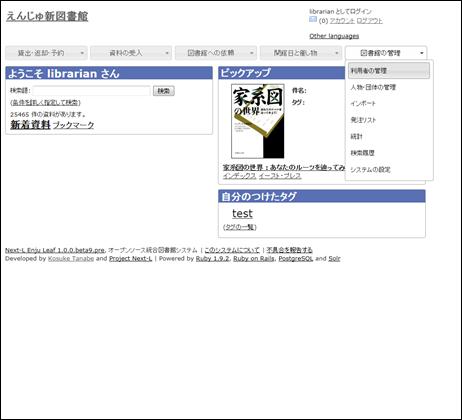 えんじゅ新図書館
librarian としてログイン
(0) アカウント ログアウト
Other languages
貸出・返却・予約
資料の受入
図書館への依頼
開館日と催し物
図書館の管理
利用者の管理
人物・団体の管理
インポート
発注リスト
統計
検索履歴
システムの設定
ようこそ librarian さん
検索語:
検索
(条件を詳しく指定して検索)
25465 件の資料があります。
新着資料 ブックマーク
ピックアップ
家系図の世界
件名:
タグ:
家系図の世界 : あなたのルーツを辿ってみ
インデックス イースト・プレス
自分のつけたタグ
test
(タグの一覧)
Next-L Enju Leaf 1.0.0.beta9.pre, オープンソース統合図書館システム | このシステムについて | 不具合を報告する
Developed by Kosuke Tanabe and Project Next-L | Powered by Ruby 1.9.2, Ruby on Rails, PostgreSQL and Solr